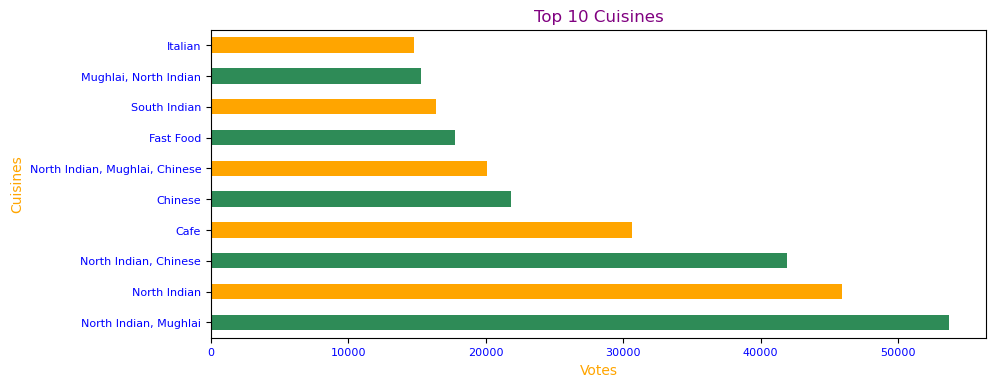 Top 10 Cuisines
Cuisines
Italian
Mughlai, North Indian
South Indian
Fast Food
North Indian, Mughlai, Chinese
Chinese
Cafe
North Indian, Chinese
North Indian
North Indian, Mughlai
0 10000 20000 30000 40000 50000
Votes